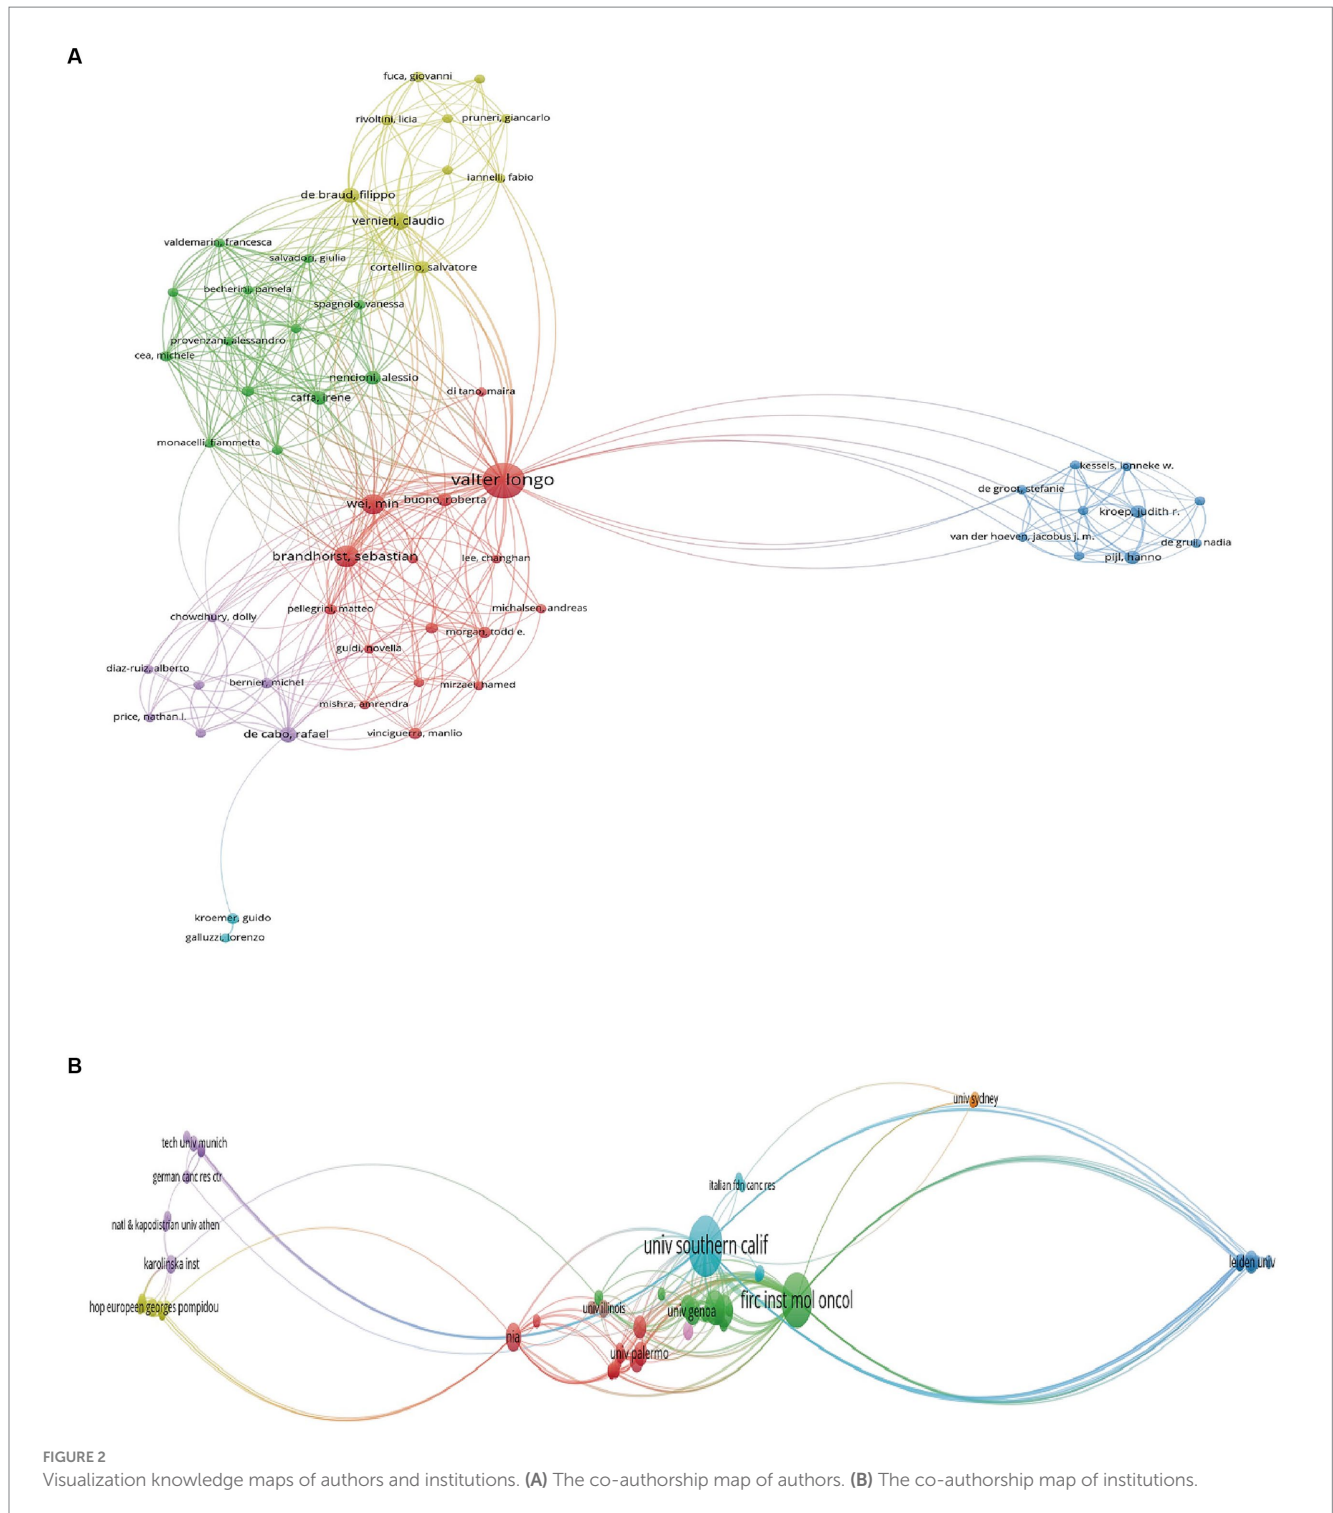 A
fuca, giovanni
rivoltini, licia
pruneri, giancarlo
iannelli, fabio
de braud, filippo
vernieri, claudio
valdemarin, francesca
salvadori, giulia
cortellino, salvatore
becherini, pamela
spagnolo, vanessa
provenzani, alessandro
cea, michele
nencioni, alessio
caffa, irene
di tano, maira
monacelli, fiammetta
valter longo
wei, min
buono, roberta
kessels, lonneke w.
de groot, stefanie
kroep, judith r.
van der hoeven, jacobus j. m.
de gruil, nadia
pijl, hanno
brandhorst, sebastian
lee, changhan
pellegrini, matteo
michalsen, andreas
chowdhury, dolly
morgan, todd e.
guidi, novella
diaz-ruiz, alberto
bernier, michel
mirzaei, hamed
mishra, amrendra
price, nathan l.
de cabo, rafael
vinciguerra, manlio
kroemer, guido
galluzzi, lorenzo
B
univ sydney
tech univ munich
german canc res ctr
italian fdn canc res
natl & kapodistrian univ athen
univ southern calif
karolinska inst
leiden univ
hop europeen georges pompidou
univ illinois
univ genoa
firc inst mol oncol
nia
univ palermo
FIGURE 2
Visualization knowledge maps of authors and institutions. (A) The co-authorship map of authors. (B) The co-authorship map of institutions.